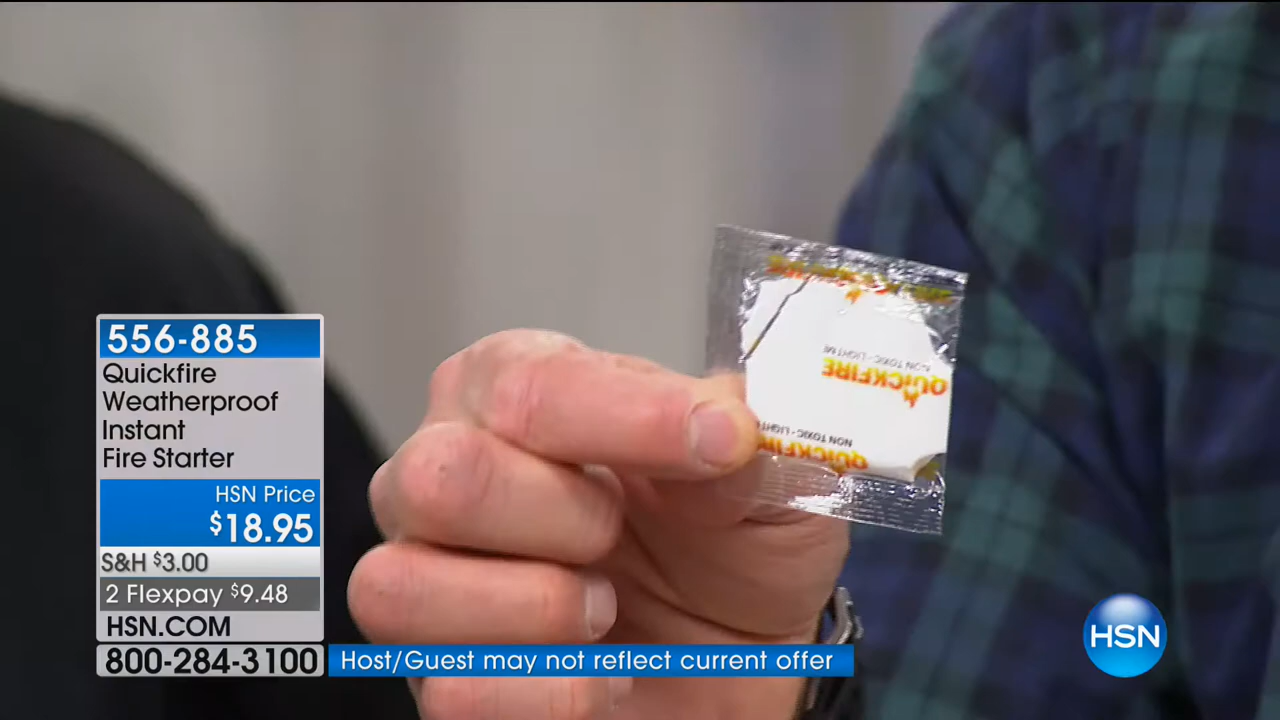 556-885
Quickfire
Weatherproof
Instant
Fire Starter
HSN Price
$18.95
S&H $3.00
2 Flexpay $9.48
HSN.COM
800-284-3100
Host/Guest may not reflect current offer
HSN
NON TOXIC - LIGHT ME
QUICKFIRE
NON TOXIC - LIGHT
QUICKFIRE